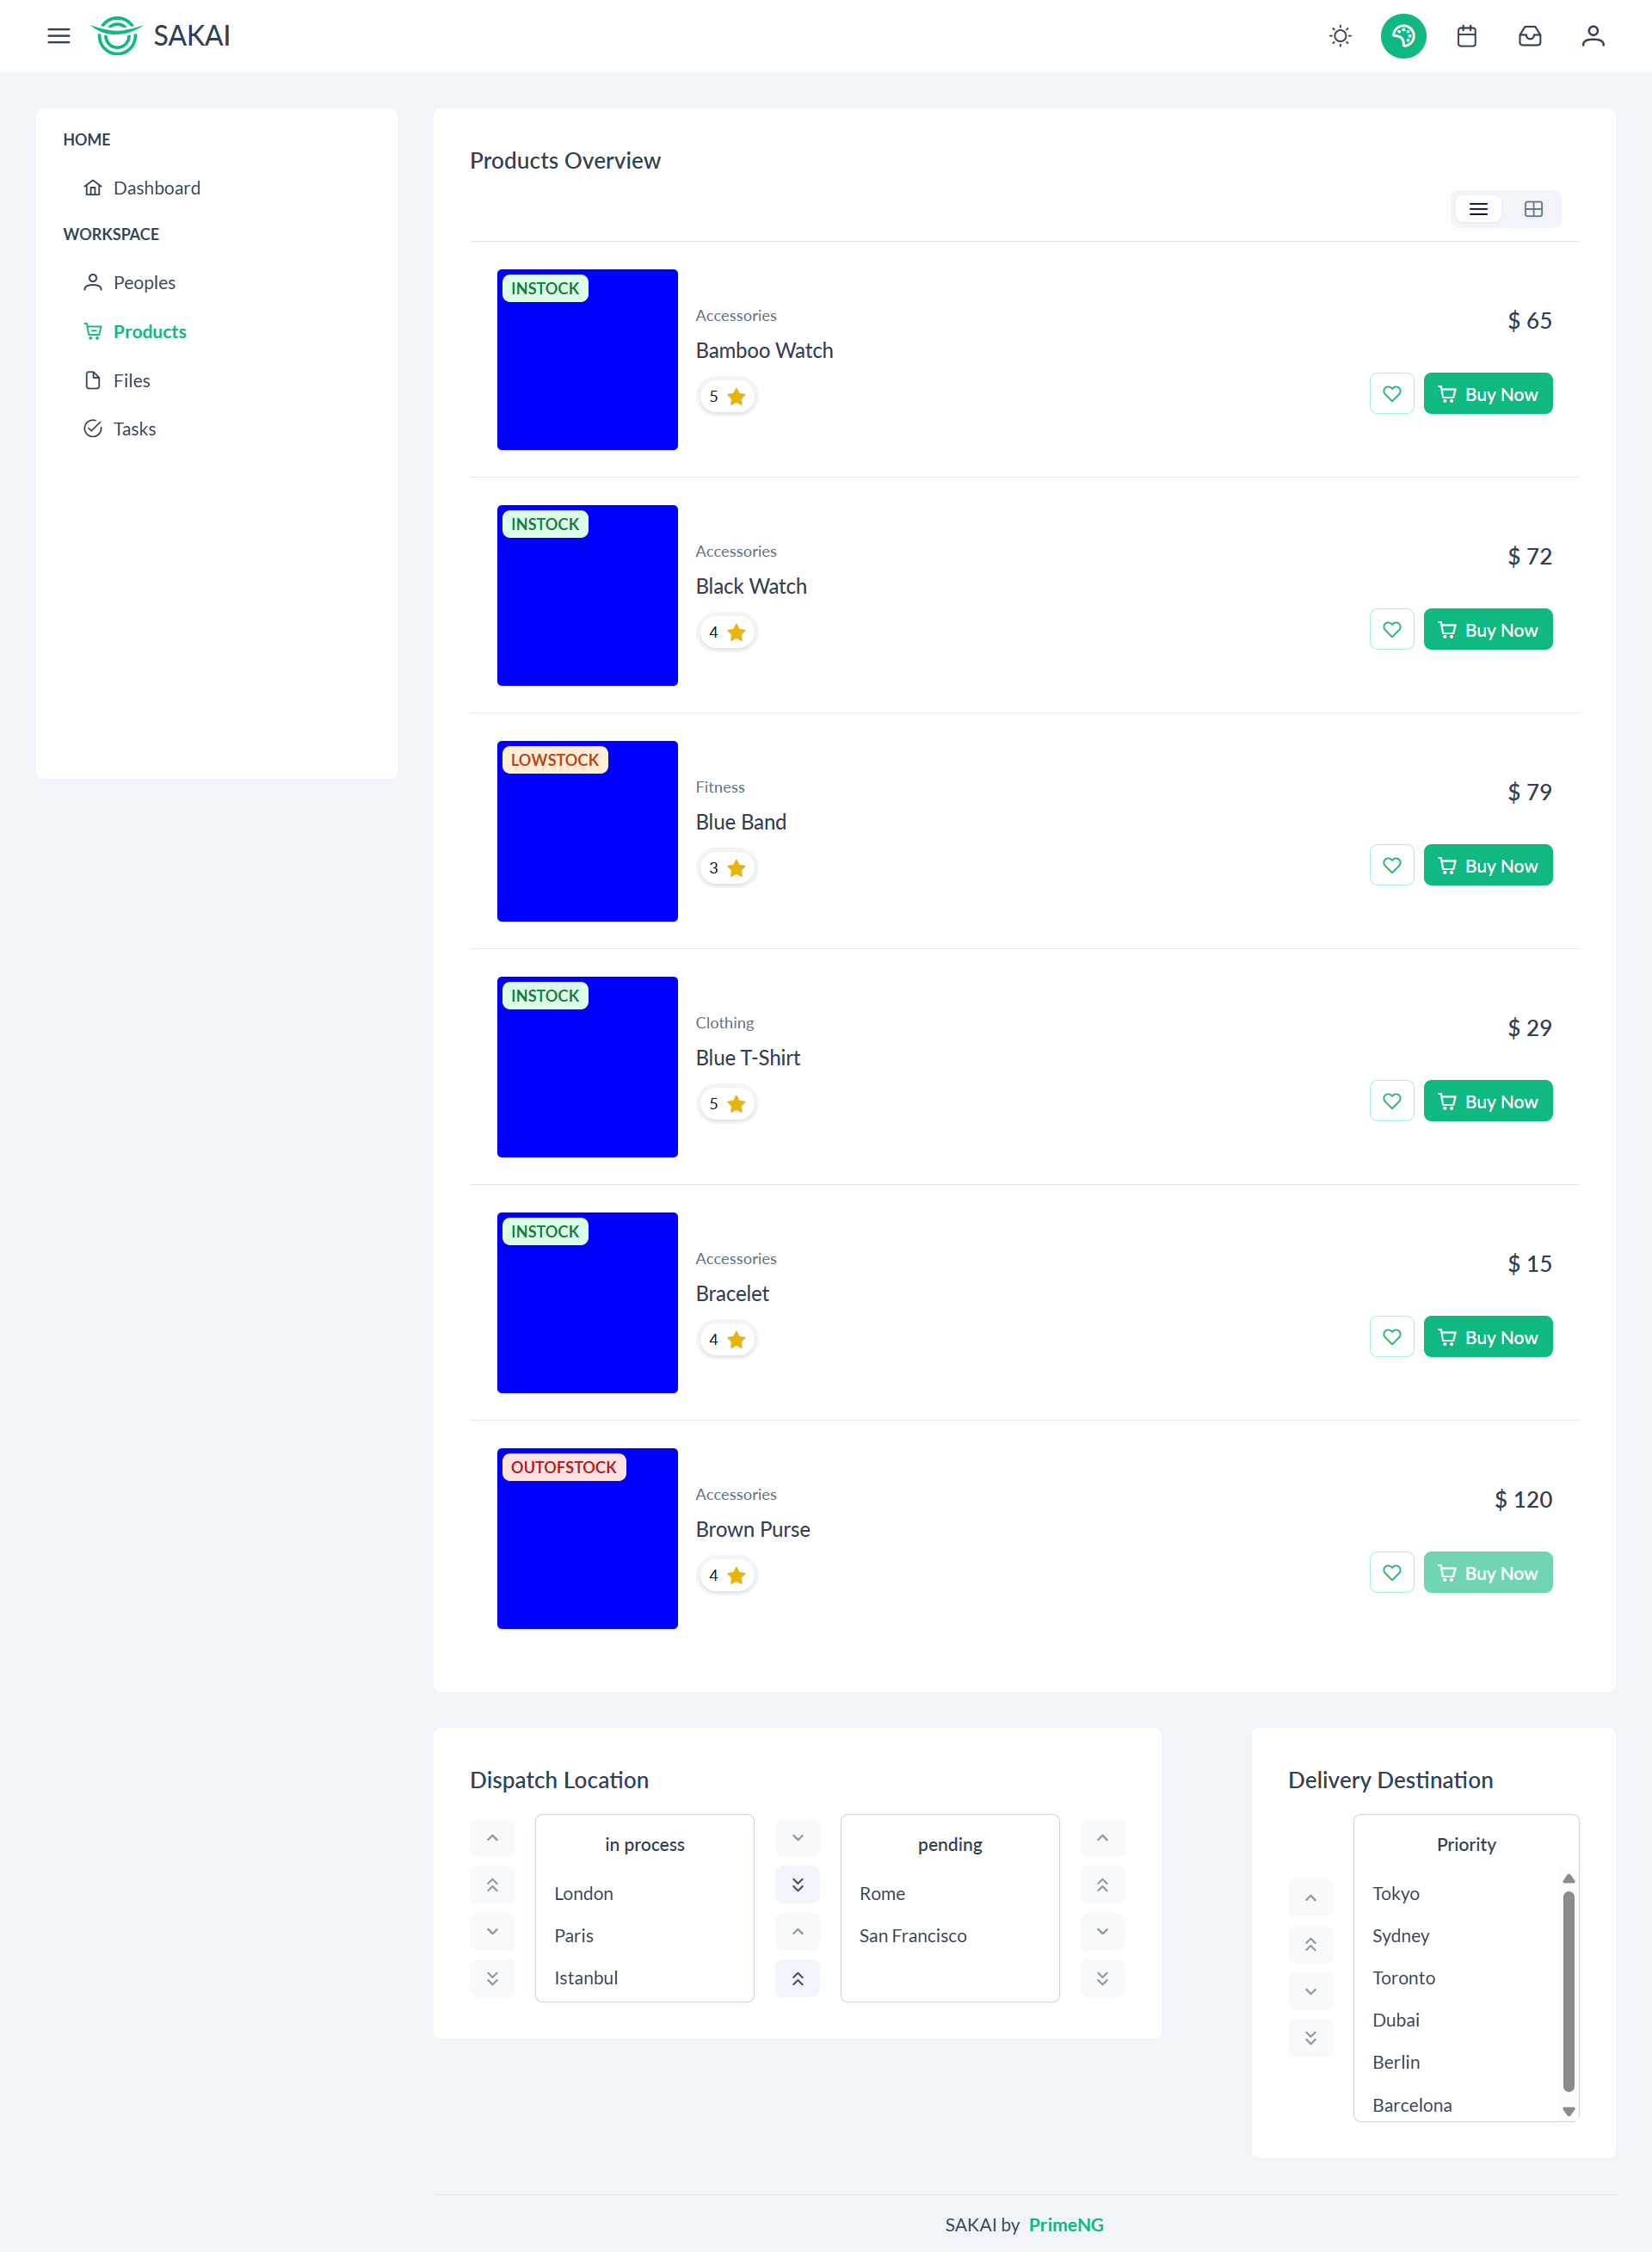 SAKAI
HOME
Dashboard
WORKSPACE
Peoples
Products
Files
Tasks
Products Overview
INSTOCK
Accessories
Bamboo Watch
5
$ 65
Buy Now
INSTOCK
Accessories
Black Watch
4
$ 72
Buy Now
LOWSTOCK
Fitness
Blue Band
3
$ 79
Buy Now
INSTOCK
Clothing
Blue T-Shirt
5
$ 29
Buy Now
INSTOCK
Accessories
Bracelet
4
$ 15
Buy Now
OUTOFSTOCK
Accessories
Brown Purse
4
$ 120
Buy Now
Dispatch Location
in process
London
Paris
Istanbul
pending
Rome
San Francisco
Delivery Destination
Priority
Tokyo
Sydney
Toronto
Dubai
Berlin
Barcelona
SAKAI by PrimeNG